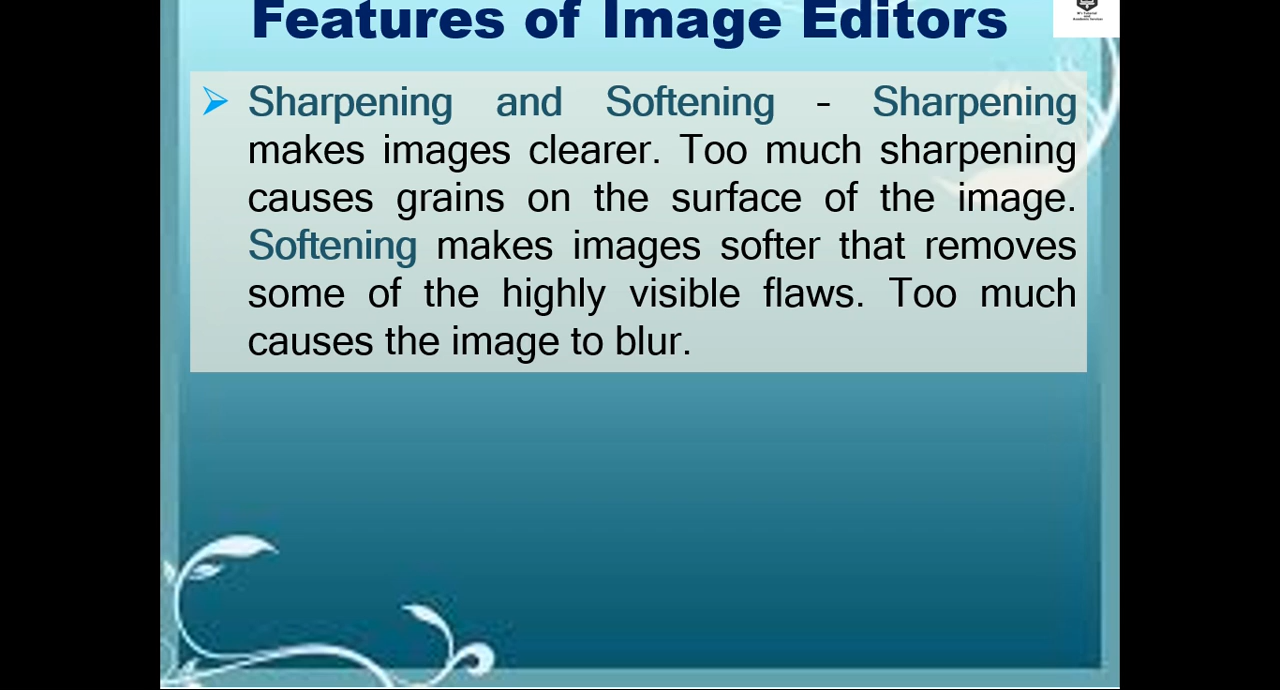 Features of Image Editors
Sharpening and Softening - Sharpening
makes images clearer. Too much sharpening
causes grains on the surface of the image.
Softening makes images softer that removes
some of the highly visible flaws. Too much
causes the image to blur.